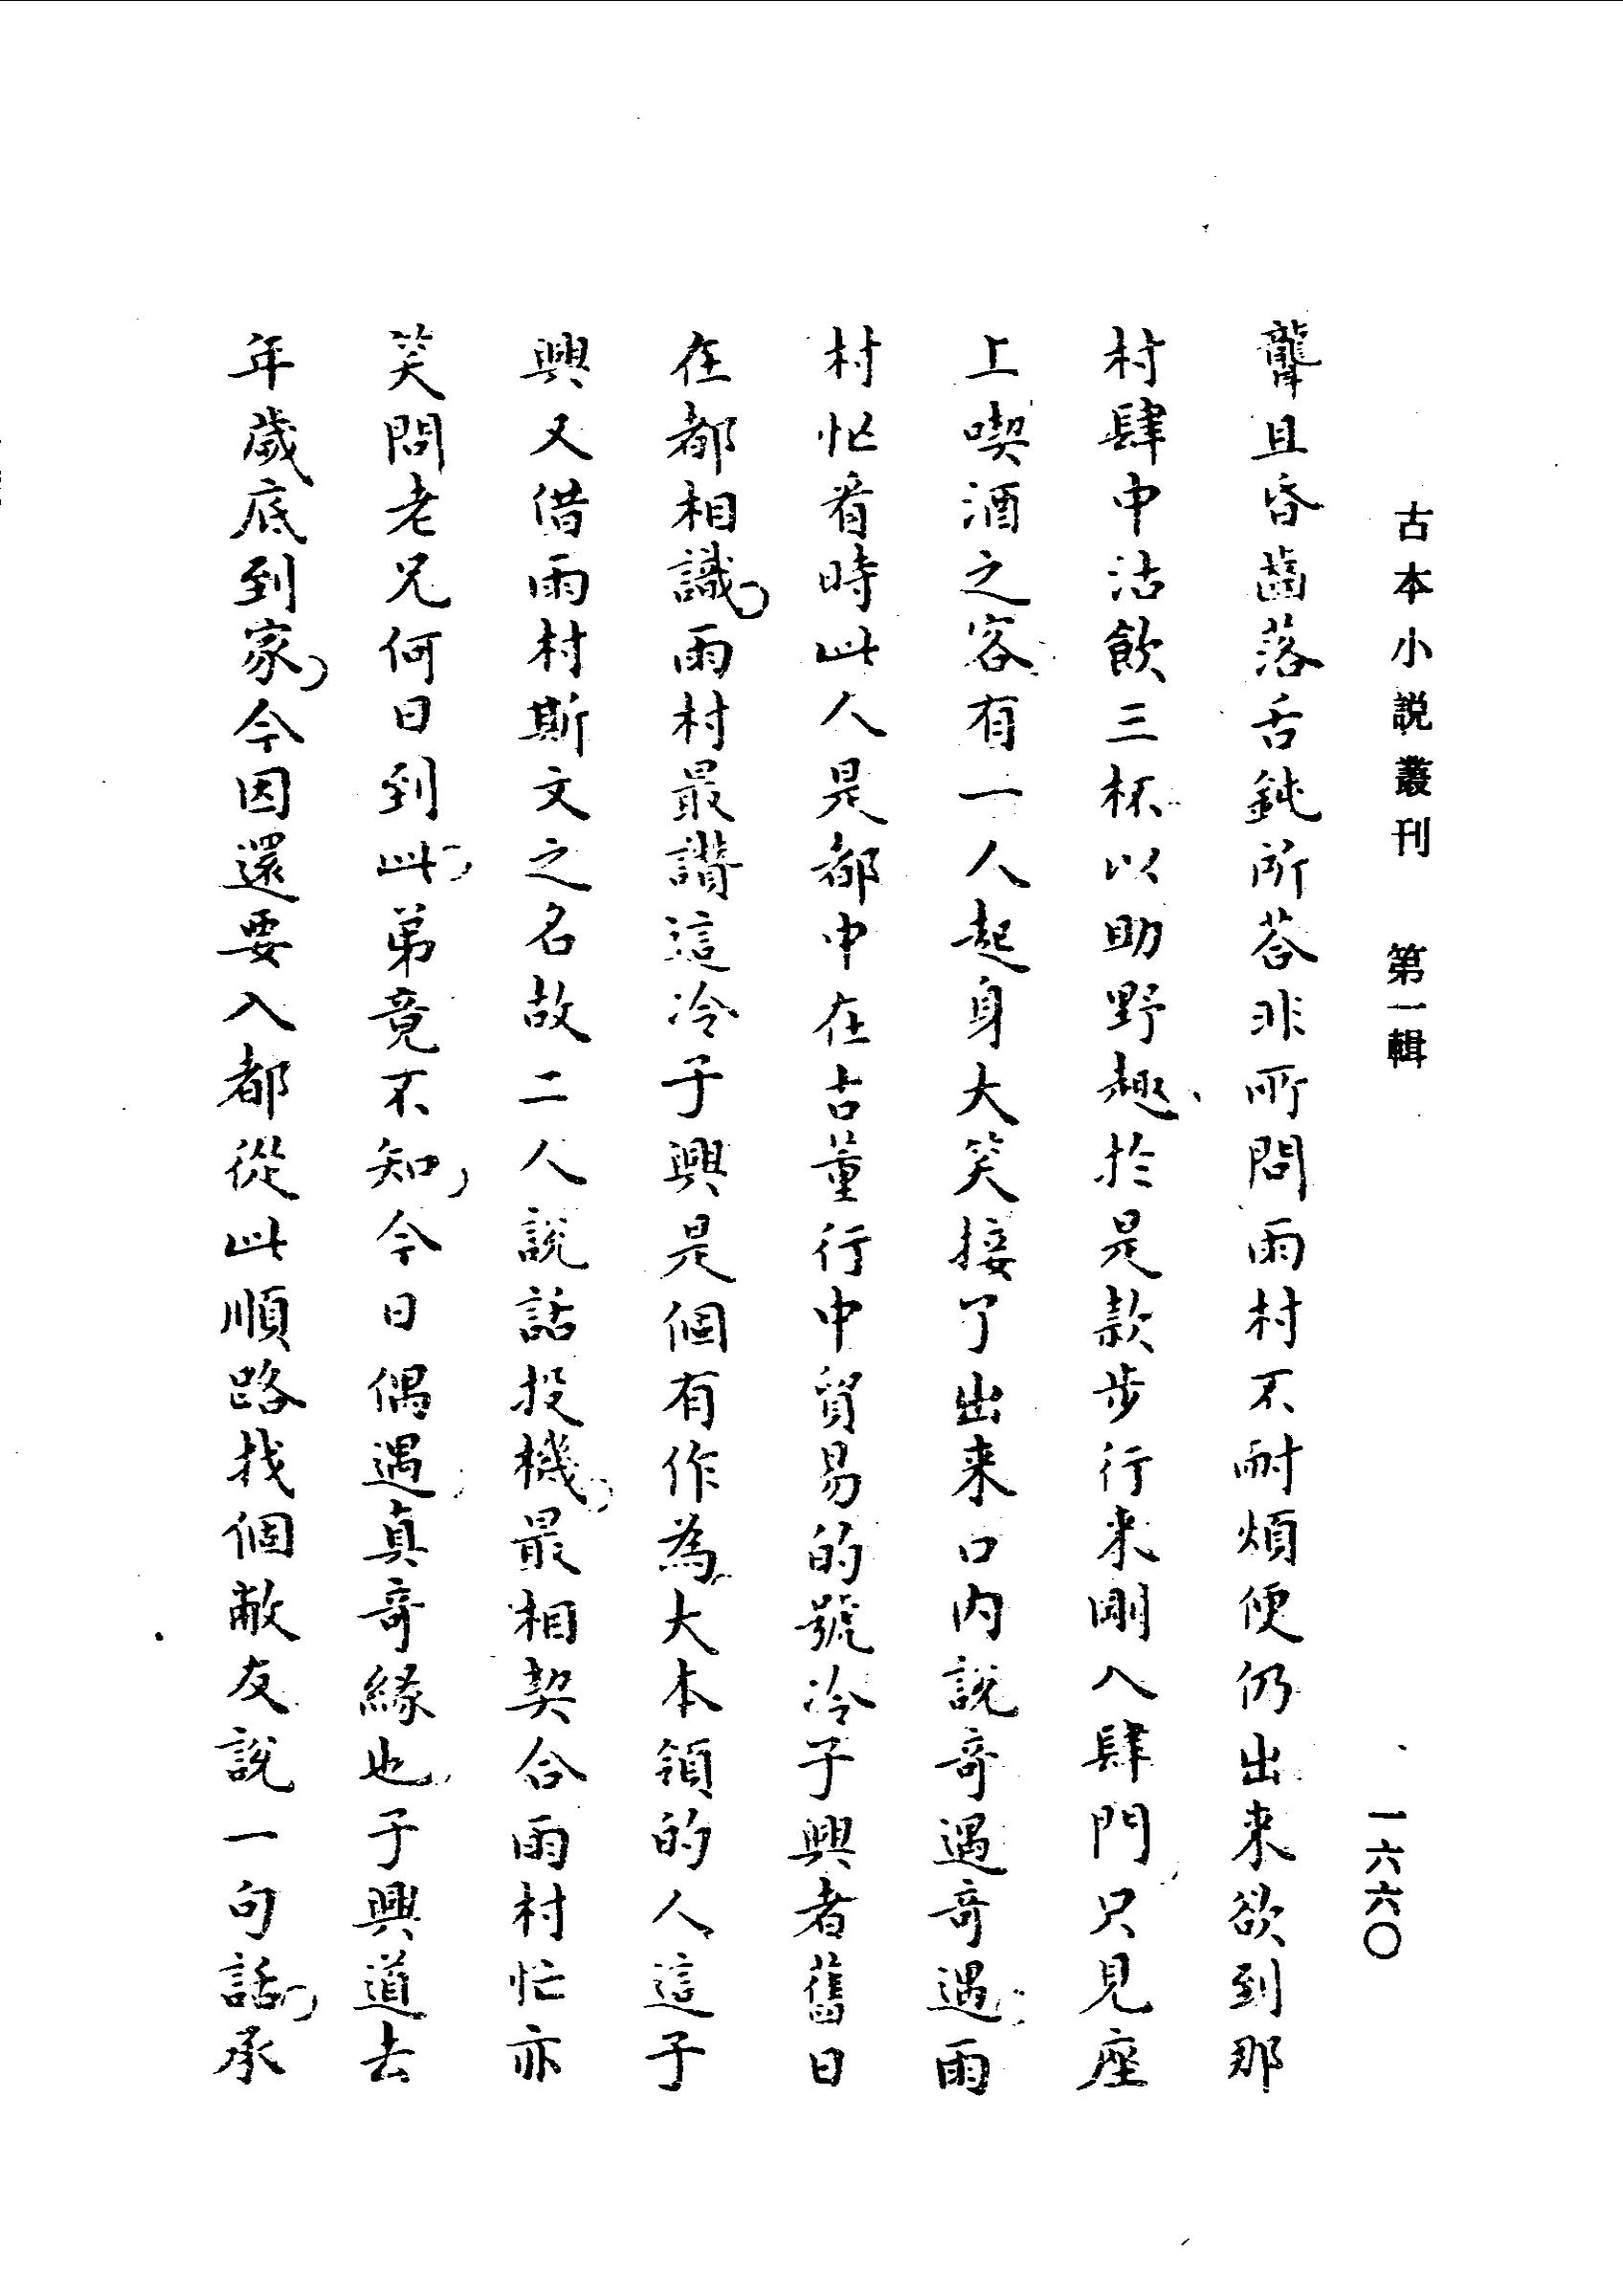 古本小説叢刊 第一輯 一六六〇
聾且昏齒落舌鈍所荅非所問雨村不耐煩便仍出来欲到那
村肆中沽飲三杯以助野趣於是款步行来剛入肆門只見座
上喫酒之客有一人起身大笑接了出来口内說奇遇奇遇雨
村忙看時此人是都中在古董行中貿易的號冷子興者舊日
在都相識雨村最讚這冷子興是個有作為大本領的人這子
興又借雨村斯文之名故二人說話投機最相契合雨村忙亦
笑問老兄何日到此弟竟不知今日偶遇真奇緣也子興道去
年歲底到家今因還要入都從此順路找個敝友說一句話承